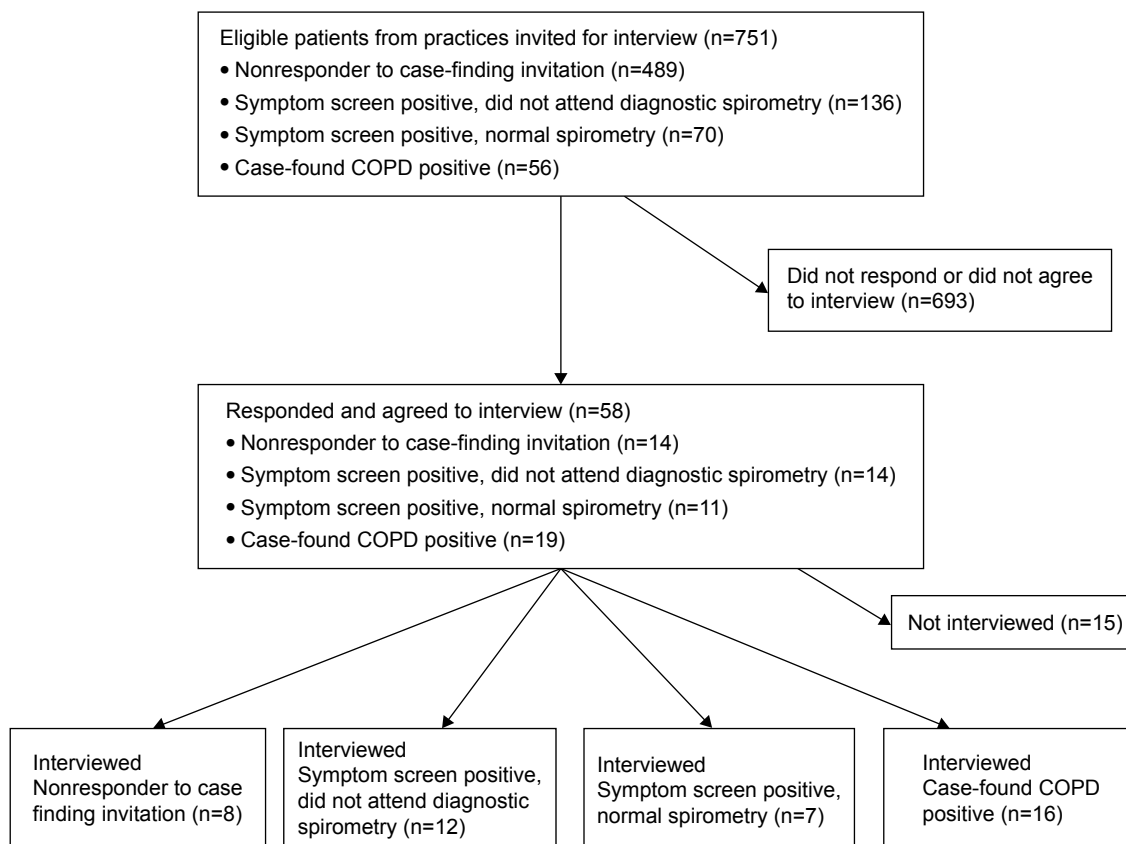 Eligible patients from practices invited for interview (n=751)
• Nonresponder to case-finding invitation (n=489)
• Symptom screen positive, did not attend diagnostic spirometry (n=136)
• Symptom screen positive, normal spirometry (n=70)
• Case-found COPD positive (n=56)
Did not respond or did not agree
to interview (n=693)
Responded and agreed to interview (n=58)
• Nonresponder to case-finding invitation (n=14)
• Symptom screen positive, did not attend diagnostic spirometry (n=14)
• Symptom screen positive, normal spirometry (n=11)
• Case-found COPD positive (n=19)
Not interviewed (n=15)
Interviewed
Nonresponder to case
finding invitation (n=8)
Interviewed
Symptom screen positive,
did not attend diagnostic
spirometry (n=12)
Interviewed
Symptom screen positive,
normal spirometry (n=7)
Interviewed
Case-found COPD
positive (n=16)